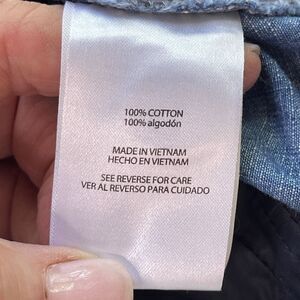 100% COTTON
100% algodón
MADE IN VIETNAM
HECHO EN VIETNAM
SEE REVERSE FOR CARE
VER AL REVERSO PARA CUIDADO